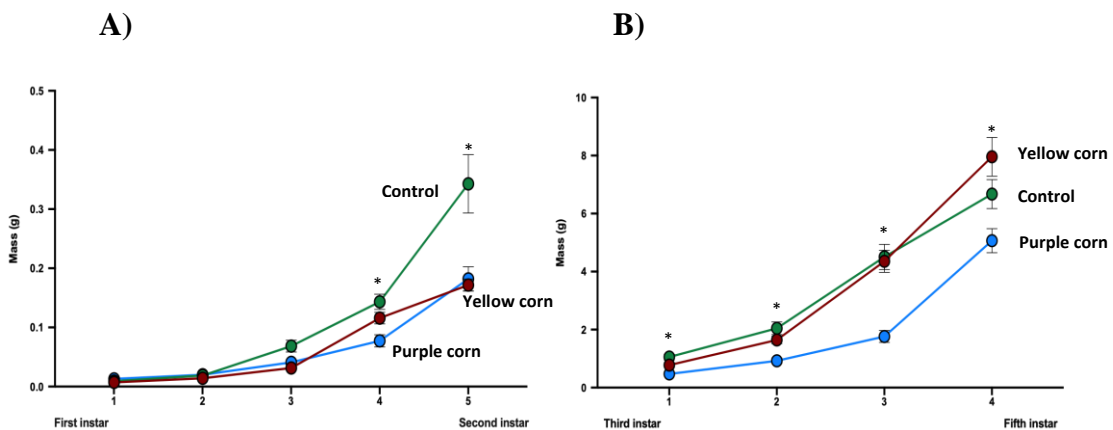 A)
B)
0.5
0.4
0.3
0.2
0.1
0.0
Mass (g)
*
*
Control
Yellow corn
Purple corn
1 2 3 4 5
First instar Second instar
10
8
6
4
2
0
Mass (g)
*
*
*
*
Yellow corn
Control
Purple corn
1 2 3 4
Third instar Fifth instar